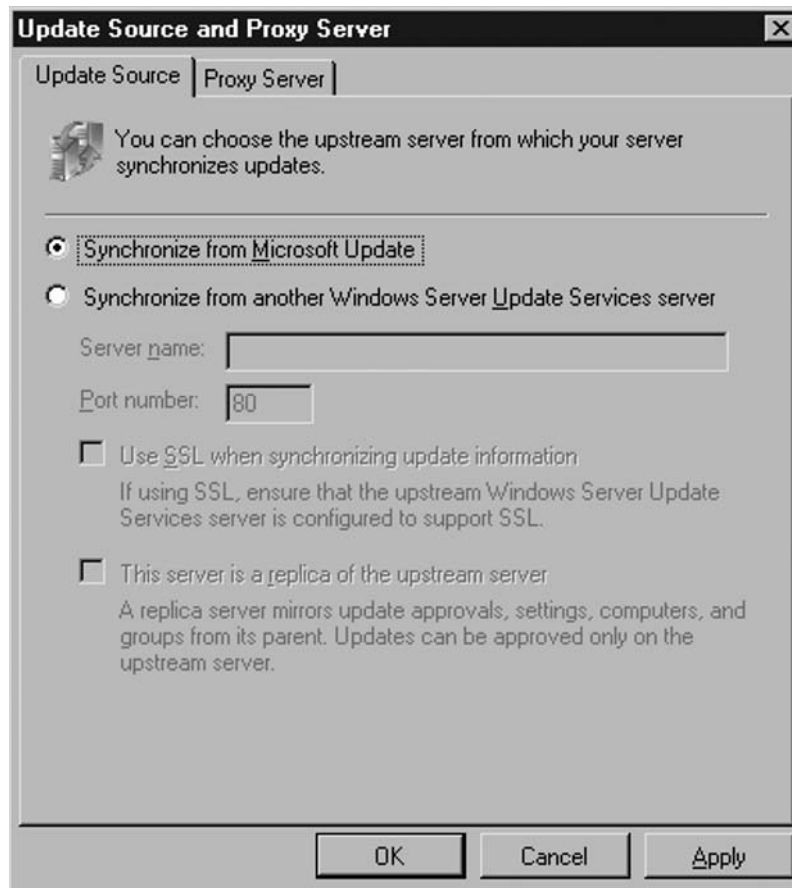 Update Source and Proxy Server
Update Source
Proxy Server
You can choose the upstream server from which your server
synchronizes updates.
Synchronize from Microsoft Update
Synchronize from another Windows Server Update Services server
Server name:
Port number:
80
Use SSL when synchronizing update information
If using SSL, ensure that the upstream Windows Server Update
Services server is configured to support SSL.
This server is a replica of the upstream server
A replica server mirrors update approvals, settings, computers, and
groups from its parent. Updates can be approved only on the
upstream server.
OK
Cancel
Apply